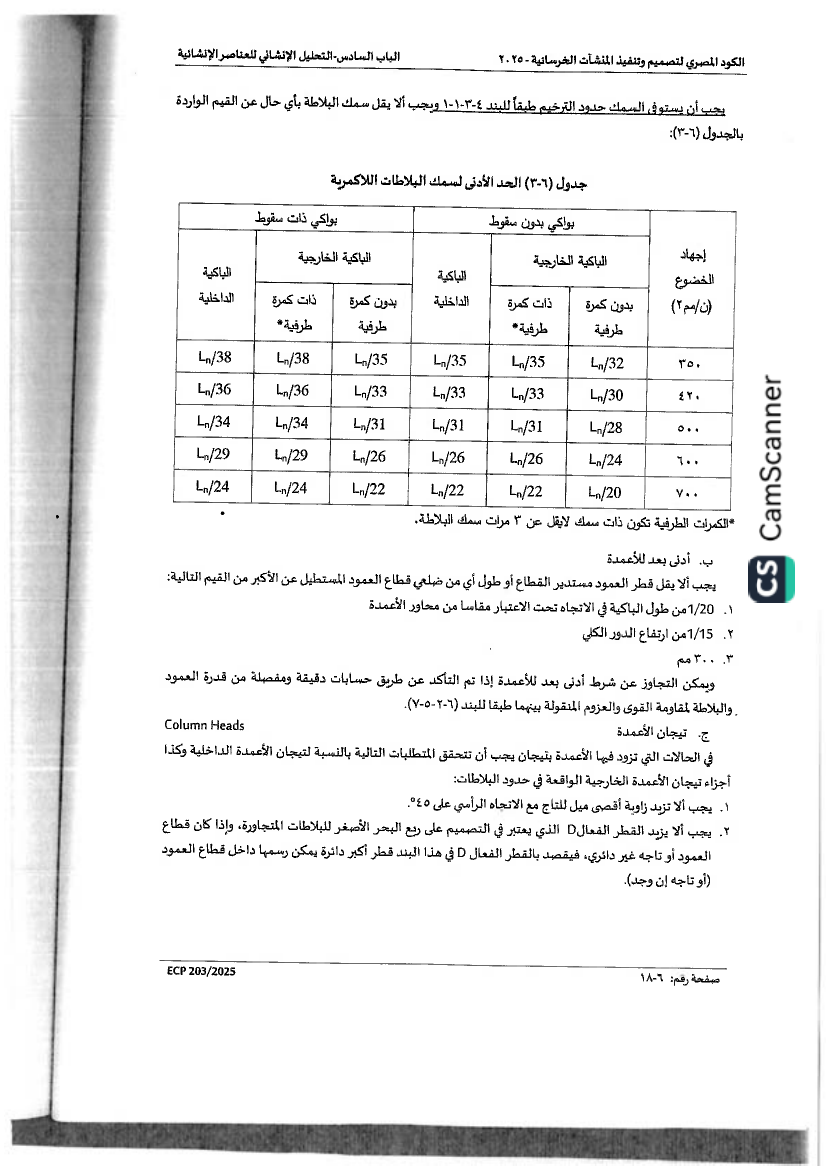 الكود المصري لتصميم وتنفيذ المنشآت الخرسانية - ٢٠٢٥
الباب السادس-التحليل الإنشائي للعناصر الإنشائية
يجب أن يستوفى السمك حدود الترخيم طبقاً للبند ٤-٣-١-١ ويجب ألا يقل سمك البلاطة بأي حال عن القيم الواردة
بالجدول (٦-٣):
جدول (٦-٣) الحد الأدنى لسمك البلاطات اللاكمرية
إجهاد الخضوع (ن/مم٢)
بواكي بدون سقوط
بواكي ذات سقوط
الباكية الخارجية
الباكية الداخلية
الباكية الخارجية
الباكية الداخلية
بدون كمرة طرفية
ذات كمرة طرفية*
بدون كمرة طرفية
ذات كمرة طرفية*
٣٥٠ Ln/32 Ln/35 Ln/35 Ln/35 Ln/38 Ln/38
٤٢٠ Ln/30 Ln/33 Ln/33 Ln/33 Ln/36 Ln/36
٥٠٠ Ln/28 Ln/31 Ln/31 Ln/31 Ln/34 Ln/34
٦٠٠ Ln/24 Ln/26 Ln/26 Ln/26 Ln/29 Ln/29
٧٠٠ Ln/20 Ln/22 Ln/22 Ln/22 Ln/24 Ln/24
*الكمرات الطرفية تكون ذات سمك لايقل عن ٣ مرات سمك البلاطة.
ب. أدنى بعد للأعمدة
يجب ألا يقل قطر العمود مستدير القطاع أو طول أي من ضلعي قطاع العمود المستطيل عن الأكبر من القيم التالية:
١. 1/20من طول الباكية في الاتجاه تحت الاعتبار مقاسا من محاور الأعمدة
٢. 1/15من ارتفاع الدور الكلي
٣. ٣٠٠ مم
ويمكن التجاوز عن شرط أدنى بعد للأعمدة إذا تم التأكد عن طريق حسابات دقيقة ومفصلة من قدرة العمود
والبلاطة لمقاومة القوى والعزوم المنقولة بينهما طبقا للبند (٦-٢-٥-٧).
ج. تيجان الأعمدة Column Heads
في الحالات التي تزود فيها الأعمدة بتيجان يجب أن تتحقق المتطلبات التالية بالنسبة لتيجان الأعمدة الداخلية وكذا
أجزاء تيجان الأعمدة الخارجية الواقعة في حدود البلاطات:
١. يجب ألا تزيد زاوية أقصى ميل للتاج مع الاتجاه الرأسي على ٤٥°.
٢. يجب ألا يزيد القطر الفعالD الذي يعتبر في التصميم على ربع البحر الأصغر للبلاطات المتجاورة، وإذا كان قطاع
العمود أو تاجه غير دائري، فيقصد بالقطر الفعال D في هذا البند قطر أكبر دائرة يمكن رسمها داخل قطاع العمود
(أو تاجه إن وجد).
صفحة رقم: ٦-١٨
ECP 203/2025
CS CamScanner